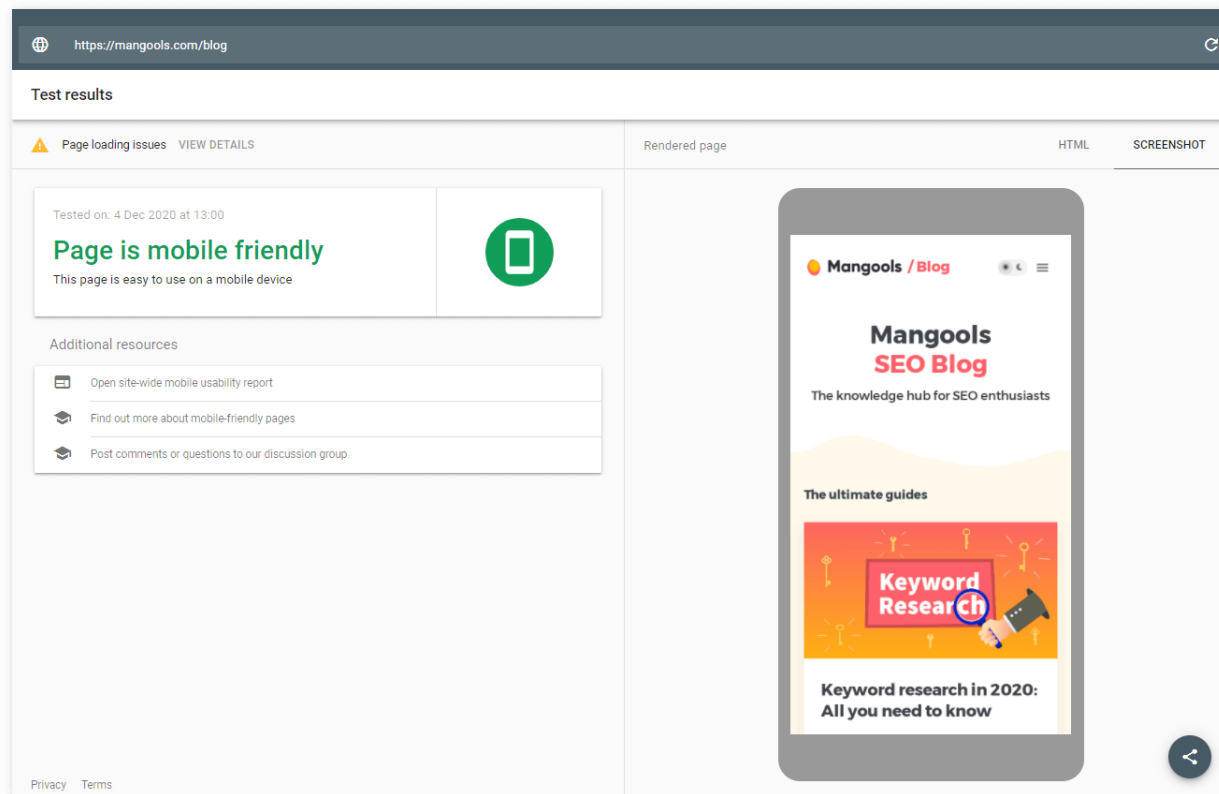 https://mangools.com/blog
Test results
Page loading issues VIEW DETAILS
Tested on: 4 Dec 2020 at 13:00
Page is mobile friendly
This page is easy to use on a mobile device
Additional resources
Open site-wide mobile usability report
Find out more about mobile-friendly pages
Post comments or questions to our discussion group
Privacy Terms
Rendered page HTML SCREENSHOT
Mangools / Blog
Mangools
SEO Blog
The knowledge hub for SEO enthusiasts
The ultimate guides
Keyword
Research
Keyword research in 2020:
All you need to know